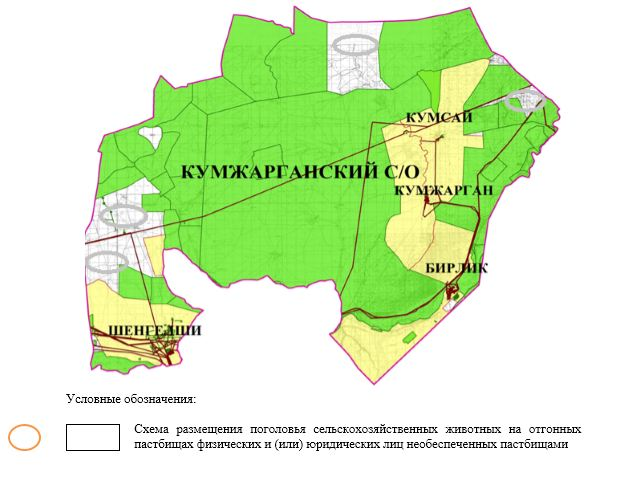 КУМСАЙ
КУМЖАРГАНСКИЙ С/О
КУМЖАРГАН
БИРЛИК
ШЕНГЕЛШИ
Условные обозначения:
Схема размещения поголовья сельскохозяйственных животных на отгонных
пастбищах физических и (или) юридических лиц необеспеченных пастбищами